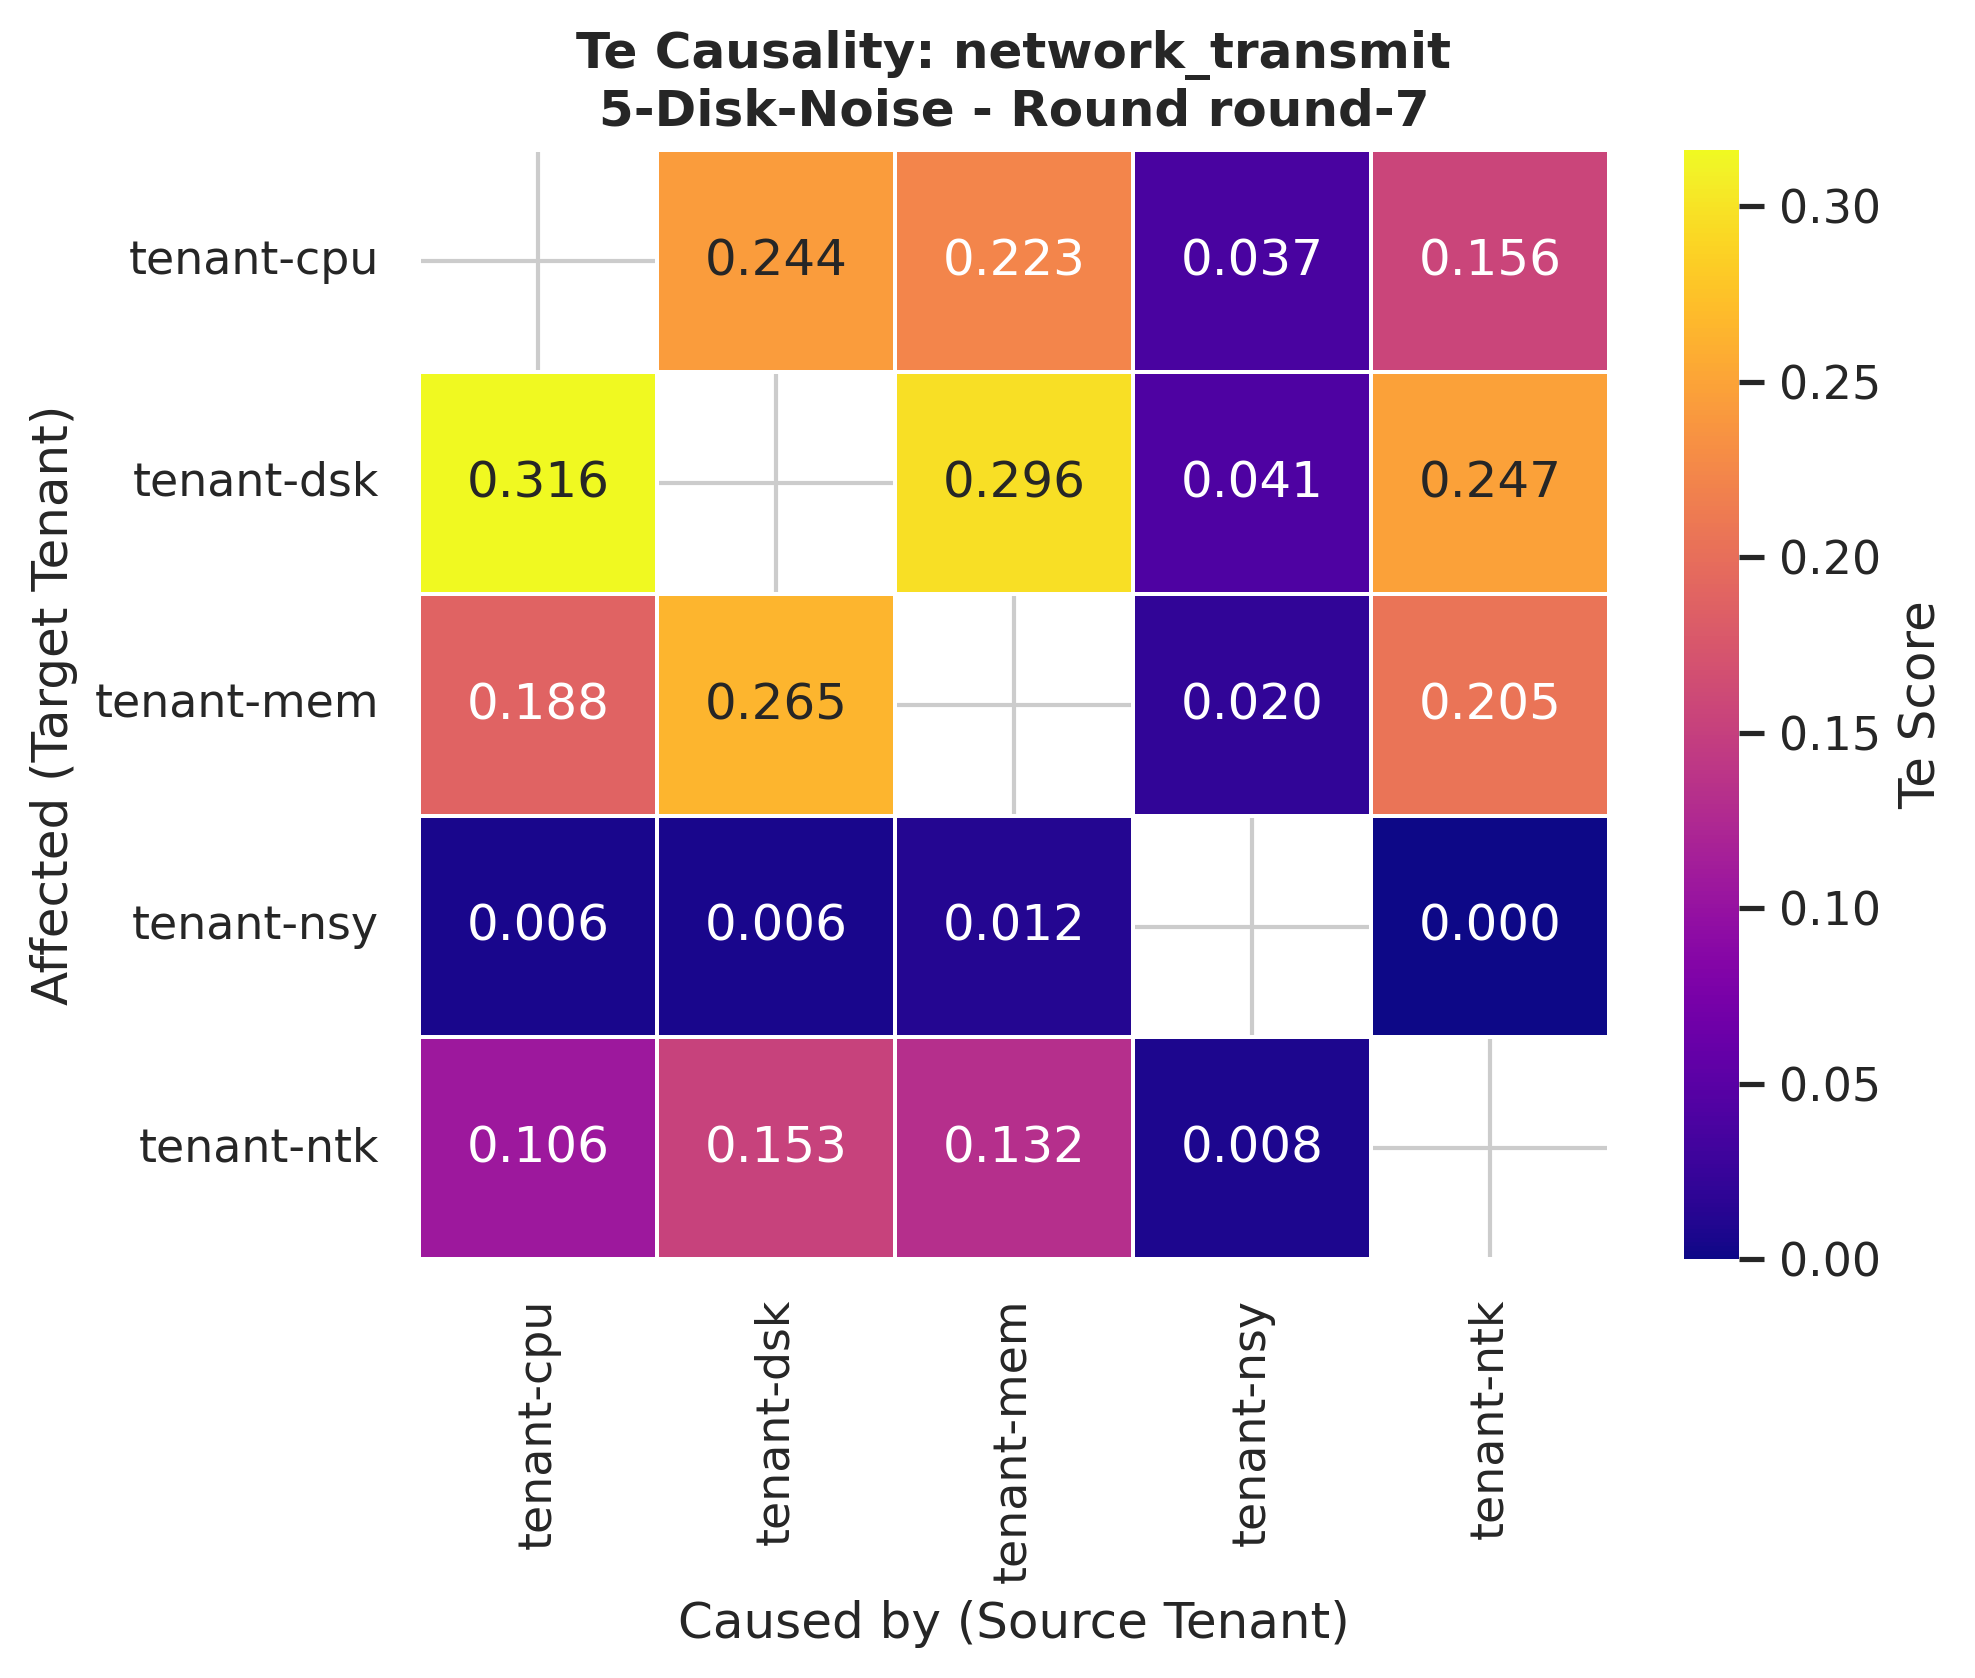 Te Causality: network_transmit
5-Disk-Noise - Round round-7
Affected (Target Tenant)
tenant-cpu
0.244 0.223 0.037 0.156
tenant-dsk
0.316 0.296 0.041 0.247
tenant-mem
0.188 0.265 0.020 0.205
tenant-nsy
0.006 0.006 0.012 0.000
tenant-ntk
0.106 0.153 0.132 0.008
tenant-cpu
tenant-dsk
tenant-mem
tenant-nsy
tenant-ntk
Caused by (Source Tenant)
0.30
0.25
0.20
0.15
0.10
0.05
0.00
Te Score